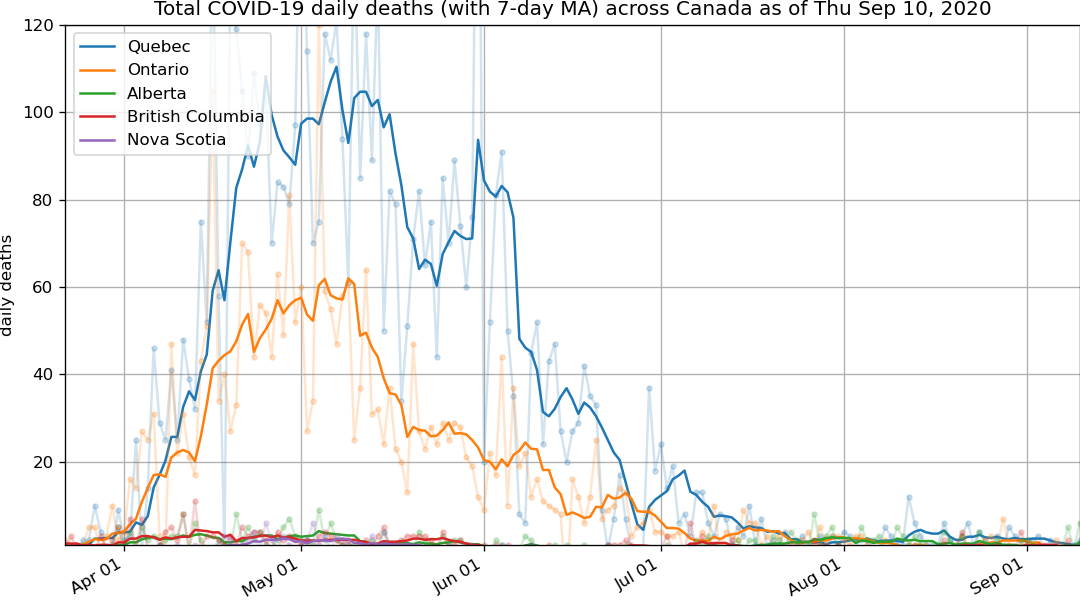 Total COVID-19 daily deaths (with 7-day MA) across Canada as of Thu Sep 10, 2020
120
100
80
60
40
20
daily deaths
Quebec
Ontario
Alberta
British Columbia
Nova Scotia
Apr 01
May 01
Jun 01
Jul 01
Aug 01
Sep 01